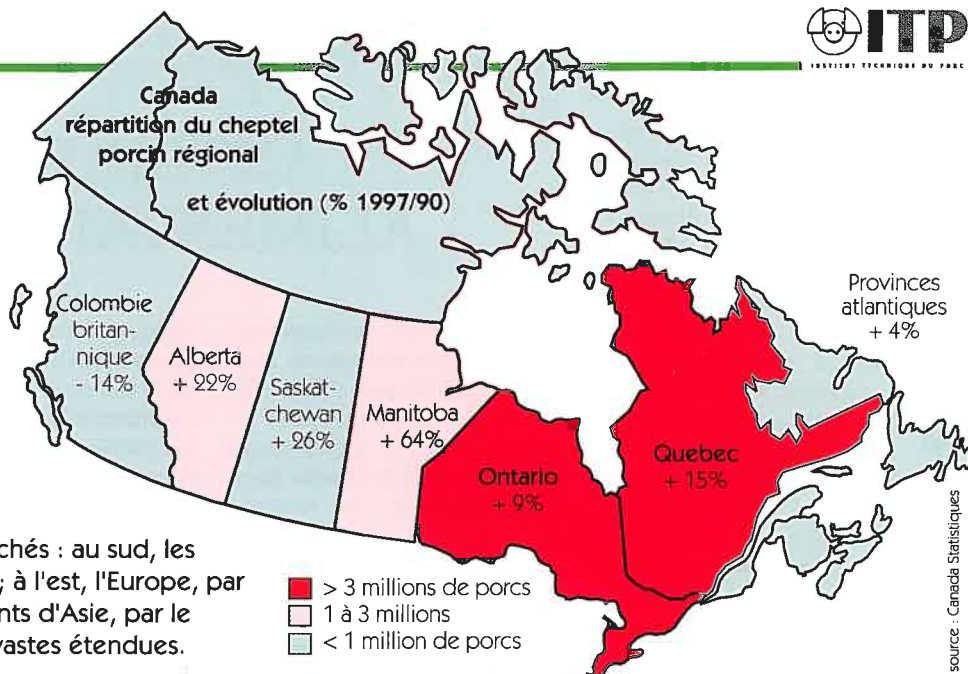 ITP
INSTITUT TECHNIQUE DU PORC
Canada
répartition du cheptel
porcin régional
et évolution (% 1997/90)
Colombie
britan-
nique
- 14%
Alberta
+ 22%
Saskat-
chewan
+ 26%
Manitoba
+ 64%
Ontario
+ 9%
Quebec
+ 15%
Provinces
atlantiques
+ 4%
chés : au sud, les
; à l'est, l'Europe, par
nts d'Asie, par le
vastes étendues.
> 3 millions de porcs
1 à 3 millions
< 1 million de porcs
source : Canada Statistiques